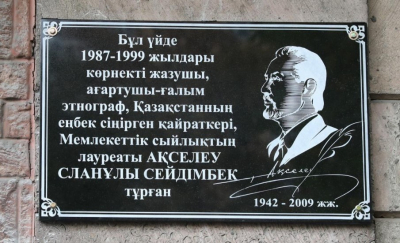 Бұл үйде
1987-1999 жылдары
көрнекті жазушы,
ағартушы-ғалым
этнограф, Қазақстанның
еңбек сіңірген қайраткері,
Мемлекеттік сыйлықтың
лауреаты АҚСЕЛЕУ
СЛАНҰЛЫ СЕЙДІМБЕК
тұрған
Ақселеу
1942 - 2009 жж.